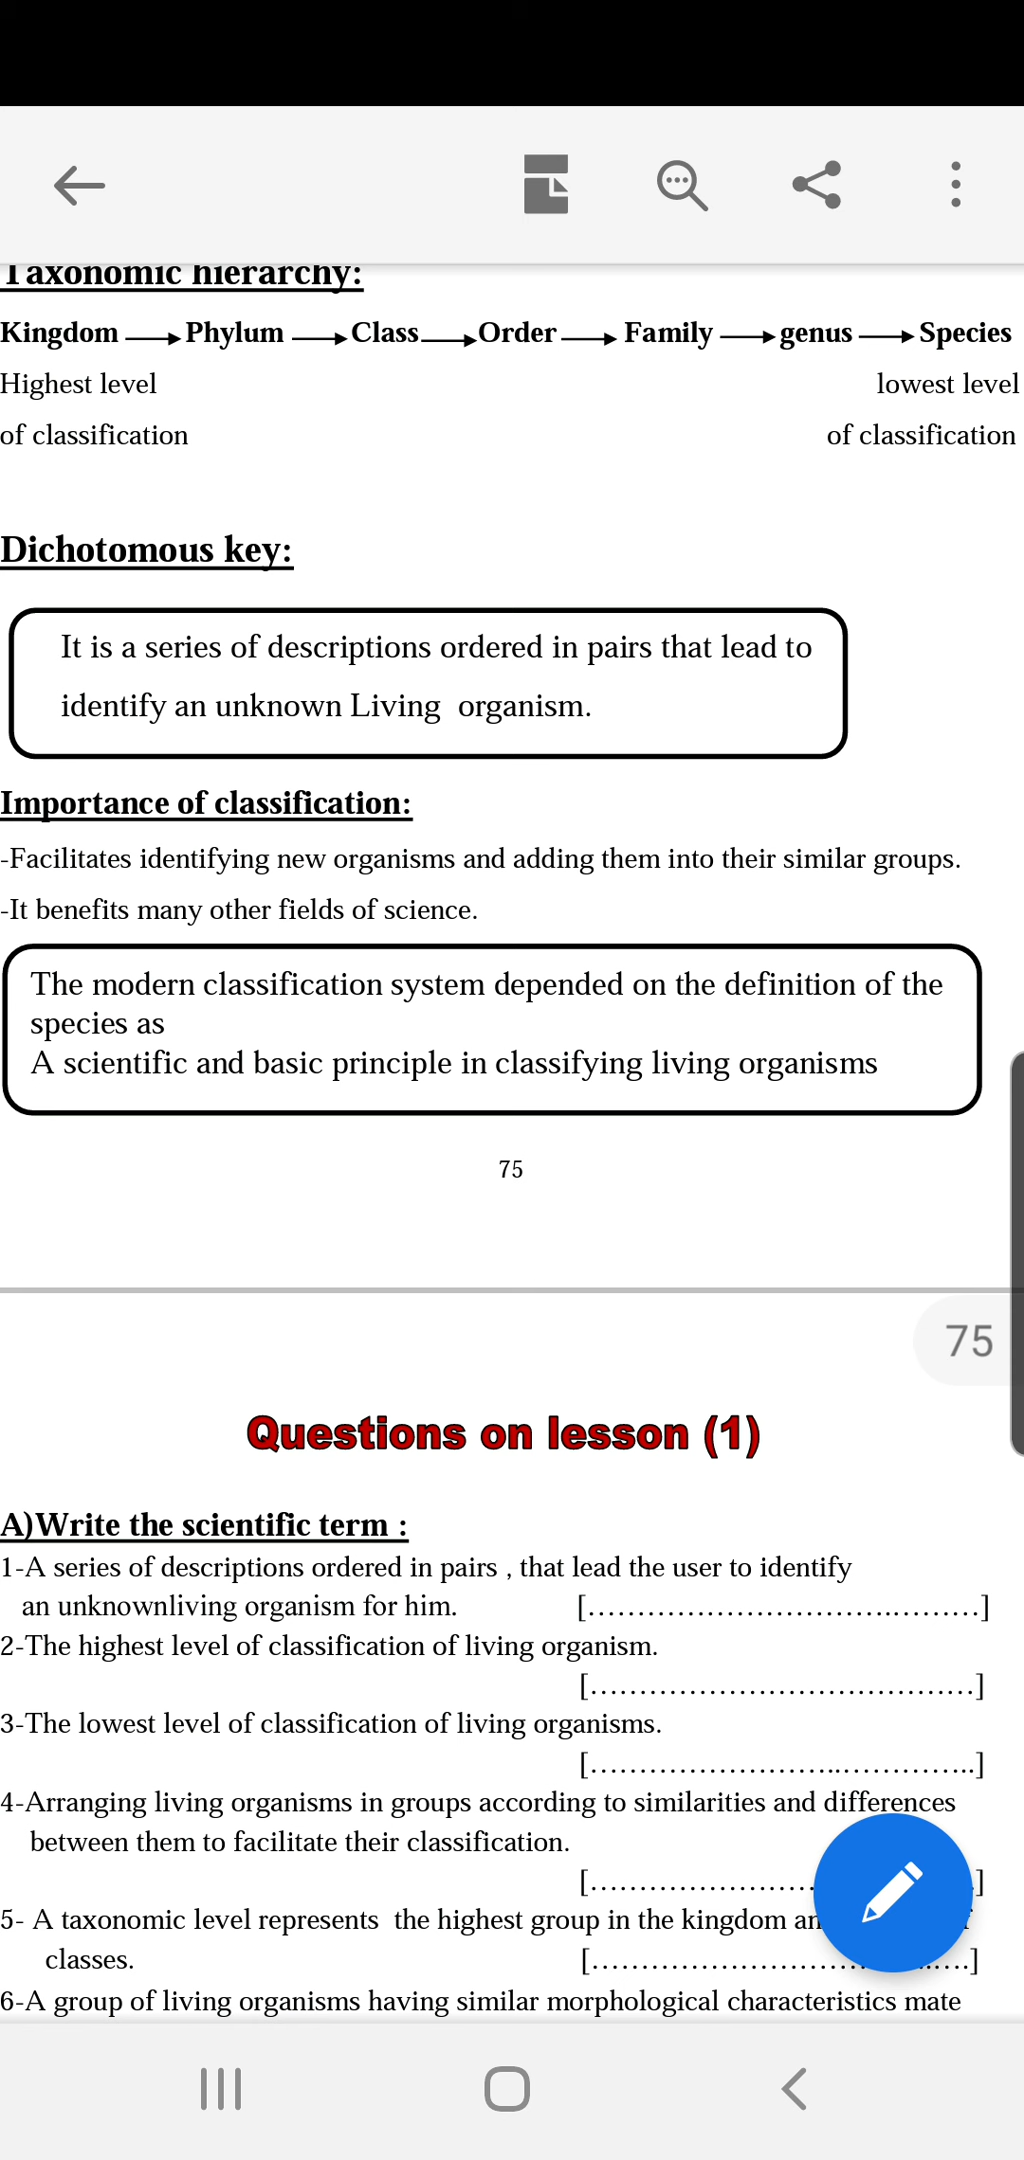 Taxonomic hierarchy:
Kingdom → Phylum → Class → Order → Family → genus → Species
Highest level lowest level
of classification of classification
Dichotomous key:
It is a series of descriptions ordered in pairs that lead to
identify an unknown Living organism.
Importance of classification:
-Facilitates identifying new organisms and adding them into their similar groups.
-It benefits many other fields of science.
The modern classification system depended on the definition of the
species as
A scientific and basic principle in classifying living organisms
75
75
Questions on lesson (1)
A)Write the scientific term :
1-A series of descriptions ordered in pairs , that lead the user to identify
an unknownliving organism for him. [......................................]
2-The highest level of classification of living organism.
[......................................]
3-The lowest level of classification of living organisms.
[......................................]
4-Arranging living organisms in groups according to similarities and differences
between them to facilitate their classification.
[......................................]
5- A taxonomic level represents the highest group in the kingdom
classes. [......................................]
6-A group of living organisms having similar morphological characteristics mate